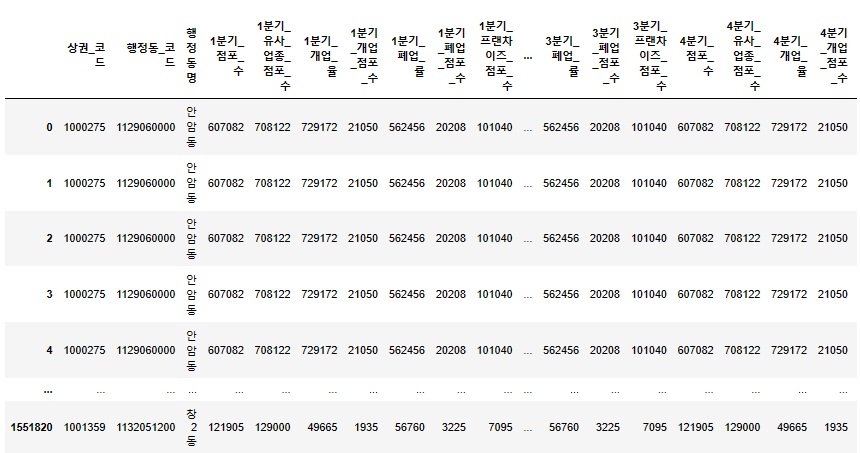 상권_코드 행정동_코드 행정동명 1분기_점포_수 1분기_유사_업종_점포_수 1분기_개업_율 1분기_개업_점포_수 1분기_폐업_율 1분기_폐업_점포_수 1분기_프랜차이즈_점포_수 ... 3분기_폐업_율 3분기_폐업_점포_수 3분기_프랜차이즈_점포_수 4분기_점포_수 4분기_유사_업종_점포_수 4분기_개업_율 4분기_개업_점포_수
0 1000275 1129060000 안암동 607082 708122 729172 21050 562456 20208 101040 ... 562456 20208 101040 607082 708122 729172 21050
1 1000275 1129060000 안암동 607082 708122 729172 21050 562456 20208 101040 ... 562456 20208 101040 607082 708122 729172 21050
2 1000275 1129060000 안암동 607082 708122 729172 21050 562456 20208 101040 ... 562456 20208 101040 607082 708122 729172 21050
3 1000275 1129060000 안암동 607082 708122 729172 21050 562456 20208 101040 ... 562456 20208 101040 607082 708122 729172 21050
4 1000275 1129060000 안암동 607082 708122 729172 21050 562456 20208 101040 ... 562456 20208 101040 607082 708122 729172 21050
... ... ... ... ... ... ... ... ... ... ... ... ... ... ... ... ... ... ...
1551820 1001359 1132051200 창2동 121905 129000 49665 1935 56760 3225 7095 ... 56760 3225 7095 121905 129000 49665 1935